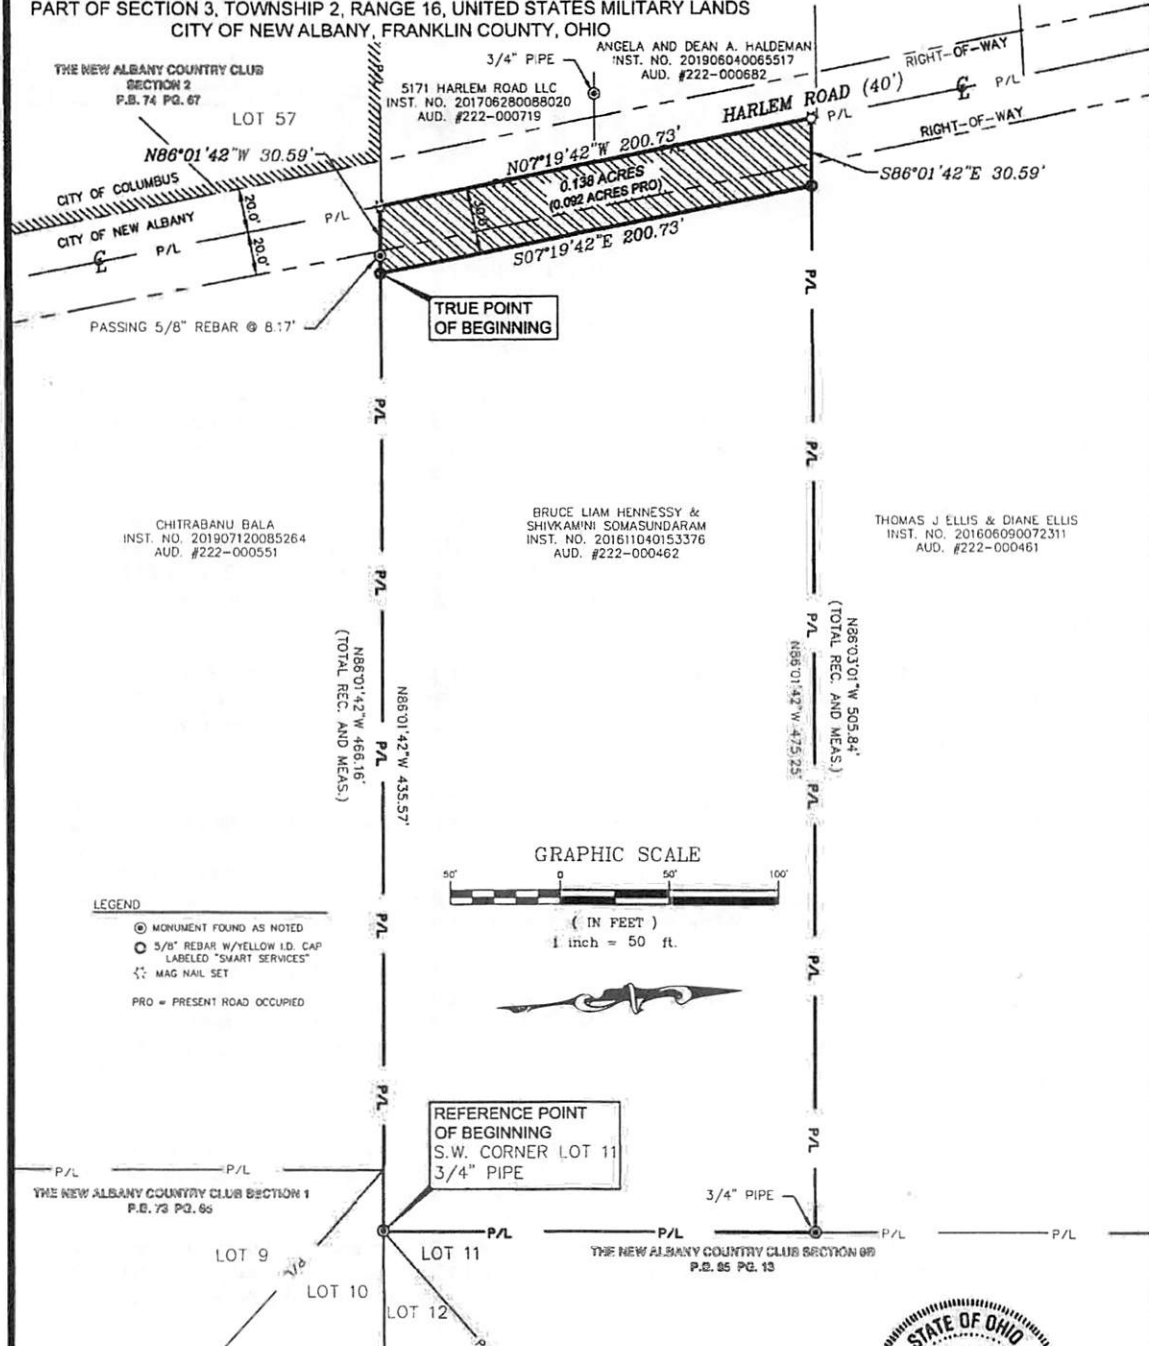 PART OF SECTION 3, TOWNSHIP 2, RANGE 16, UNITED STATES MILITARY LANDS
CITY OF NEW ALBANY, FRANKLIN COUNTY, OHIO
THE NEW ALBANY COUNTRY CLUB
SECTION 2
P.B. 74 PG. 67
LOT 57
P/L
3/4" PIPE
5171 HARLEM ROAD LLC
INST. NO. 201706280088020
AUD. #222-000719
ANGELA AND DEAN A. HALDEMAN
INST. NO. 201906040065517
AUD. #222-000682
RIGHT-OF-WAY
HARLEM ROAD (40')
P/L
℄
P/L
RIGHT-OF-WAY
N86°01'42"W 30.59'
N07°19'42"W 200.73'
0.138 ACRES
(0.092 ACRES PRO)
30.0'
S07°19'42"E 200.73'
S86°01'42"E 30.59'
CITY OF COLUMBUS
CITY OF NEW ALBANY
20.0'
20.0'
P/L
℄
P/L
PASSING 5/8" REBAR @ 8.17'
TRUE POINT
OF BEGINNING
P/L
P/L
P/L
P/L
P/L
CHITRABANU BALA
INST. NO. 201907120085264
AUD. #222-000551
BRUCE LIAM HENNESSY &
SHIVKAMINI SOMASUNDARAM
INST. NO. 201611040153376
AUD. #222-000462
THOMAS J ELLIS & DIANE ELLIS
INST. NO. 201606090072311
AUD. #222-000461
N86°01'42"W 466.16'
(TOTAL REC. AND MEAS.)
N86°01'42"W 435.57'
P/L
P/L
P/L
P/L
P/L
P/L
P/L
N86°01'42"W 475.25'
N86°03'01"W 505.84'
(TOTAL REC. AND MEAS.)
GRAPHIC SCALE
50' 0 50' 100'
( IN FEET )
1 inch = 50 ft.
LEGEND
MONUMENT FOUND AS NOTED
5/8" REBAR W/YELLOW I.D. CAP
LABELED "SMART SERVICES"
MAG NAIL SET
PRO = PRESENT ROAD OCCUPIED
REFERENCE POINT
OF BEGINNING
S.W. CORNER LOT 11
3/4" PIPE
P/L
P/L
THE NEW ALBANY COUNTRY CLUB SECTION 1
P.B. 73 PG. 65
3/4" PIPE
P/L
P/L
P/L
P/L
THE NEW ALBANY COUNTRY CLUB SECTION 9B
P.B. 85 PG. 13
LOT 9
P/L
LOT 10
LOT 11
LOT 12
STATE OF OHIO